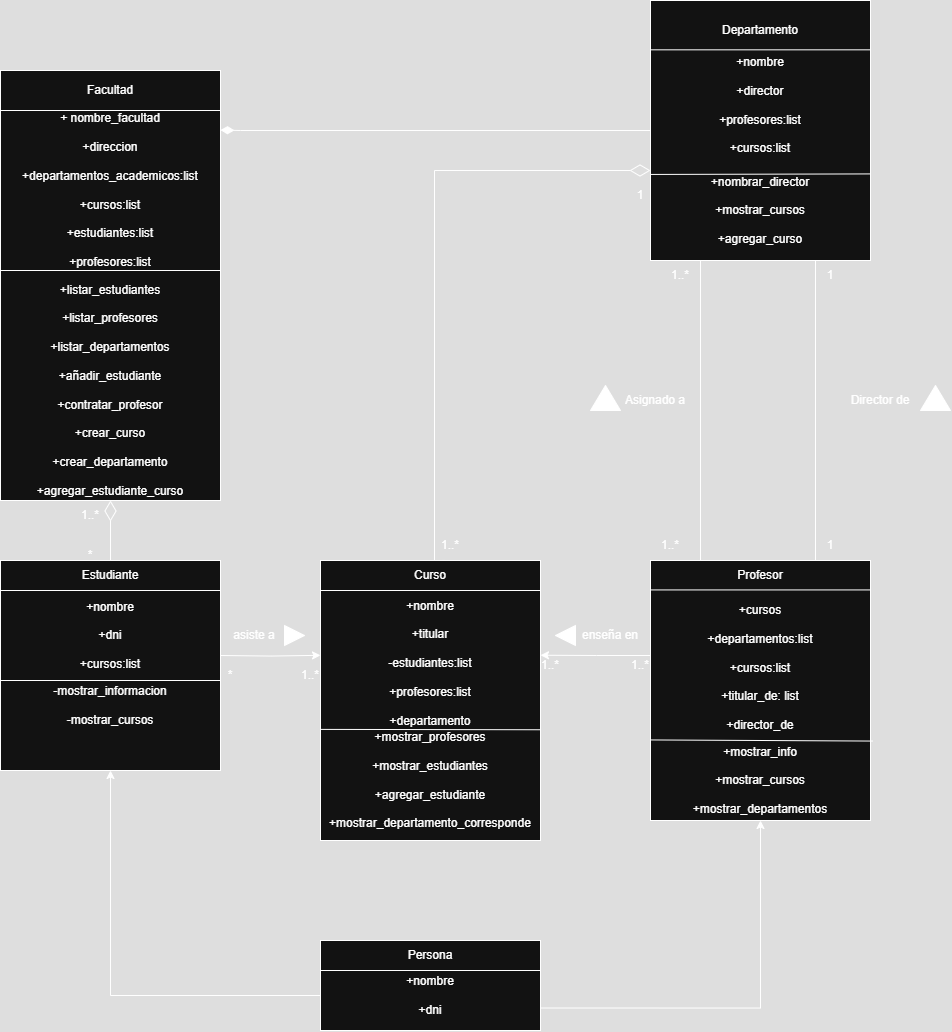 Departamento
+nombre
+director
+profesores:list
+cursos:list
+nombrar_director
+mostrar_cursos
+agregar_curso
Facultad
+ nombre_facultad
+direccion
+departamentos_academicos:list
+cursos:list
+estudiantes:list
+profesores:list
+listar_estudiantes
+listar_profesores
+listar_departamentos
+añadir_estudiante
+contratar_profesor
+crear_curso
+crear_departamento
+agregar_estudiante_curso
1
1..*
1
Asignado a
Director de
1..*
*
1..*
1..*
1
Estudiante
+nombre
+dni
+cursos:list
-mostrar_informacion
-mostrar_cursos
asiste a
*
1..*
Curso
+nombre
+titular
-estudiantes:list
+profesores:list
+departamento
+mostrar_profesores
+mostrar_estudiantes
+agregar_estudiante
+mostrar_departamento_corresponde
enseña en
1..*
1..*
Profesor
+cursos
+departamentos:list
+cursos:list
+titular_de: list
+director_de
+mostrar_info
+mostrar_cursos
+mostrar_departamentos
Persona
+nombre
+dni